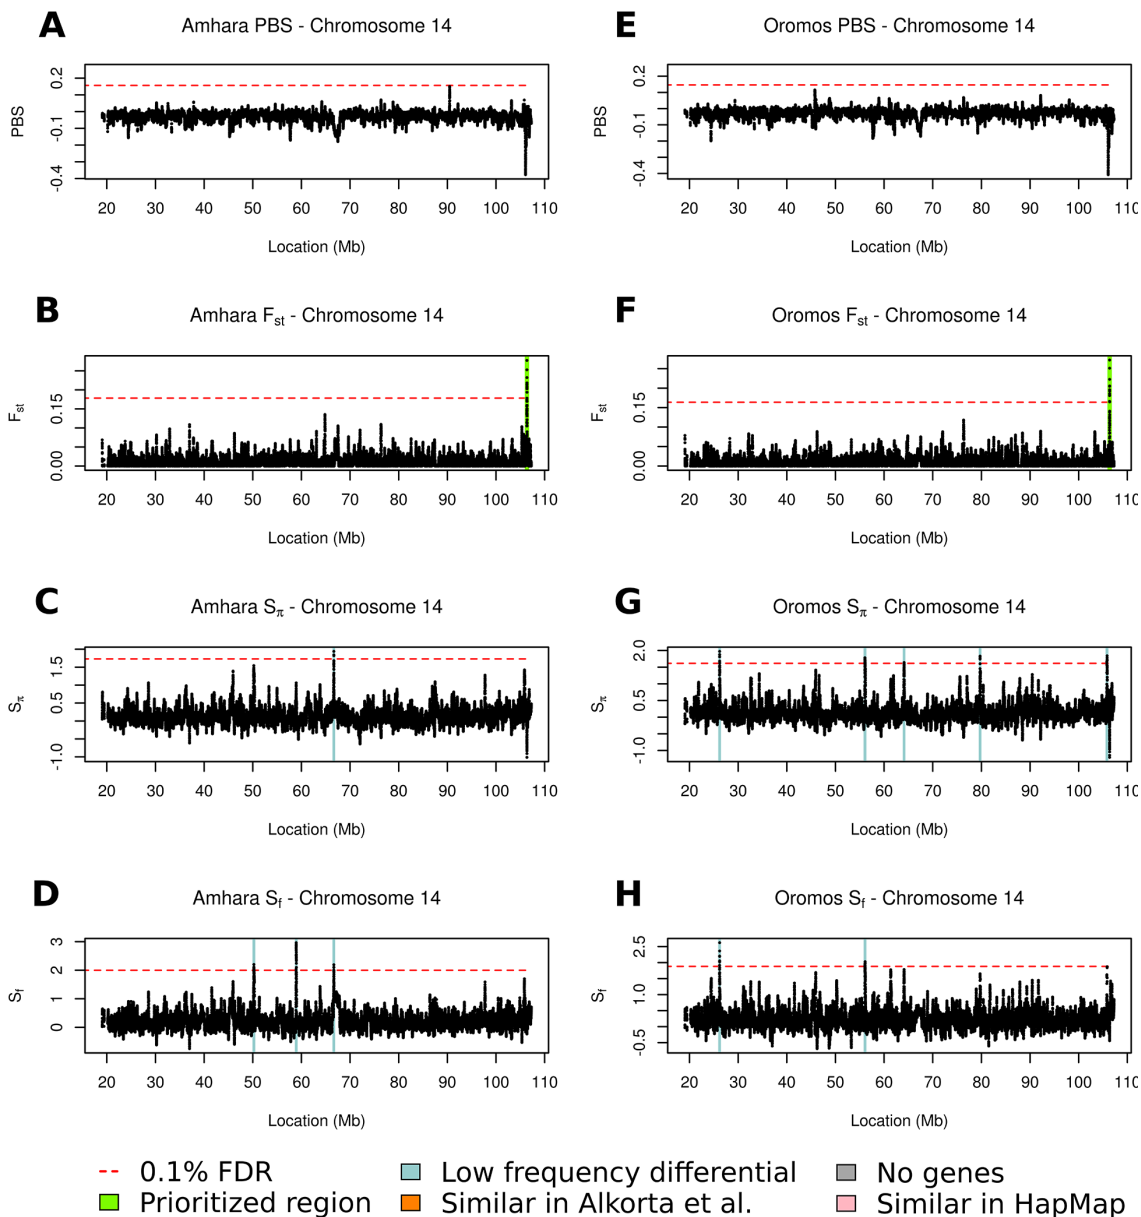 A
Amhara PBS - Chromosome 14
PBS
0.2
-0.1
-0.4
20 30 40 50 60 70 80 90 100 110
Location (Mb)
E
Oromos PBS - Chromosome 14
PBS
0.2
-0.1
-0.4
20 30 40 50 60 70 80 90 100 110
Location (Mb)
B
Amhara Fst - Chromosome 14
Fst
0.15
0.00
20 30 40 50 60 70 80 90 100 110
Location (Mb)
F
Oromos Fst - Chromosome 14
Fst
0.15
0.00
20 30 40 50 60 70 80 90 100 110
Location (Mb)
C
Amhara Sπ - Chromosome 14
Sπ
1.5
0.5
-1.0
20 30 40 50 60 70 80 90 100 110
Location (Mb)
G
Oromos Sπ - Chromosome 14
Sπ
2.0
0.5
-1.0
20 30 40 50 60 70 80 90 100 110
Location (Mb)
D
Amhara Sf - Chromosome 14
Sf
3
2
1
0
20 30 40 50 60 70 80 90 100 110
Location (Mb)
H
Oromos Sf - Chromosome 14
Sf
2.5
1.0
-0.5
20 30 40 50 60 70 80 90 100 110
Location (Mb)
0.1% FDR
Low frequency differential
No genes
Prioritized region
Similar in Alkorta et al.
Similar in HapMap